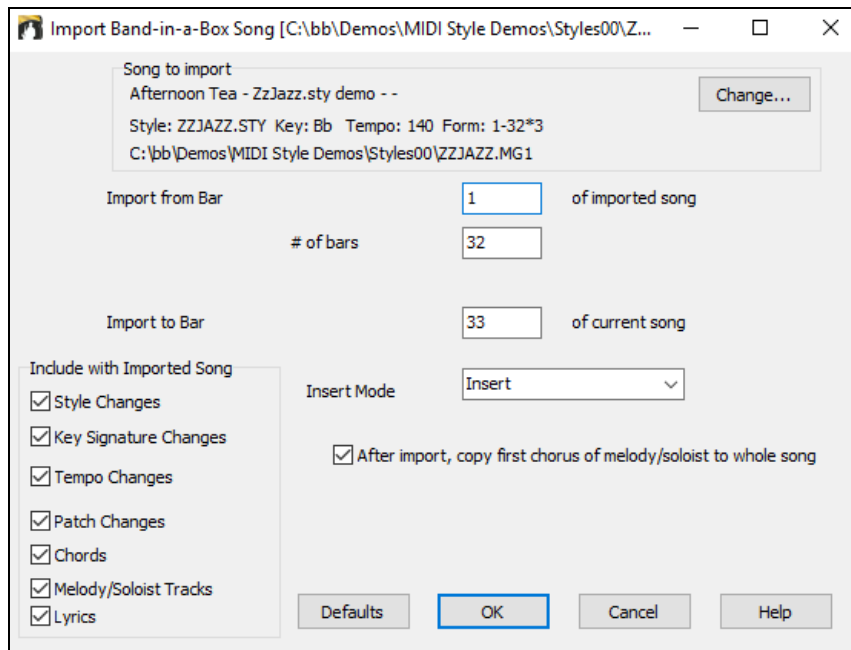 Import Band-in-a-Box Song [C:\bb\Demos\MIDI Style Demos\Styles00\Z...
Song to import
Afternoon Tea - ZzJazz.sty demo - -
Change...
Style: ZZJAZZ.STY Key: Bb Tempo: 140 Form: 1-32*3
C:\bb\Demos\MIDI Style Demos\Styles00\ZZJAZZ.MG1
Import from Bar 1 of imported song
# of bars 32
Import to Bar 33 of current song
Include with Imported Song
Style Changes
Key Signature Changes
Tempo Changes
Patch Changes
Chords
Melody/Soloist Tracks
Lyrics
Insert Mode Insert
After import, copy first chorus of melody/soloist to whole song
Defaults OK Cancel Help